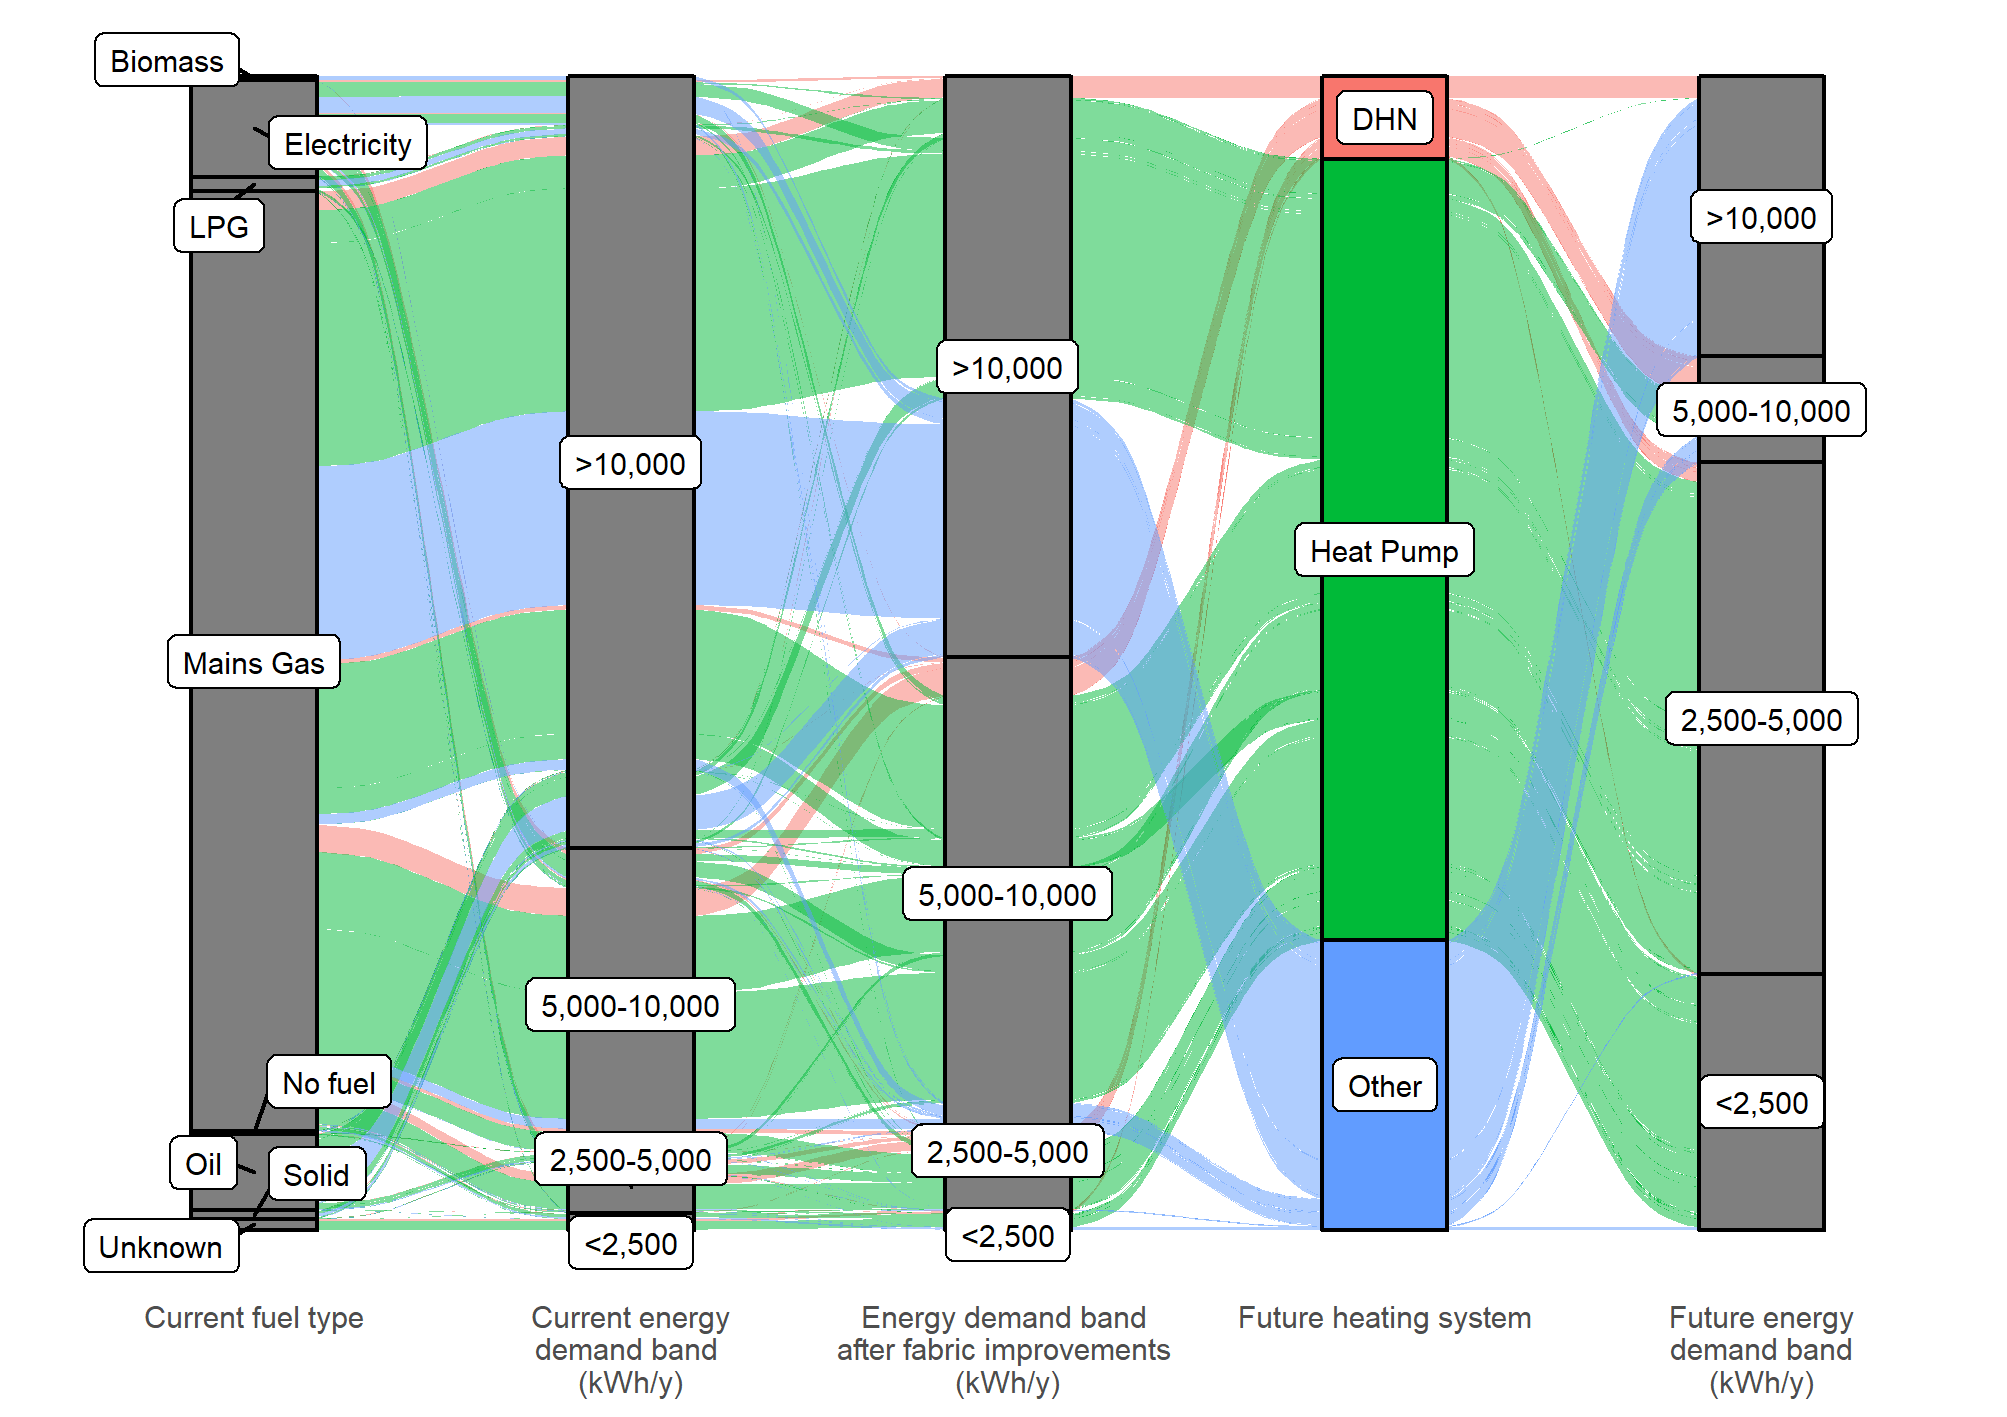 Biomass
Electricity
LPG
Mains Gas
No fuel
Oil
Solid
Unknown
>10,000
5,000-10,000
2,500-5,000
<2,500
>10,000
5,000-10,000
2,500-5,000
<2,500
DHN
Heat Pump
Other
>10,000
5,000-10,000
2,500-5,000
<2,500
Current fuel type
Current energy
demand band
(kWh/y)
Energy demand band
after fabric improvements
(kWh/y)
Future heating system
Future energy
demand band
(kWh/y)